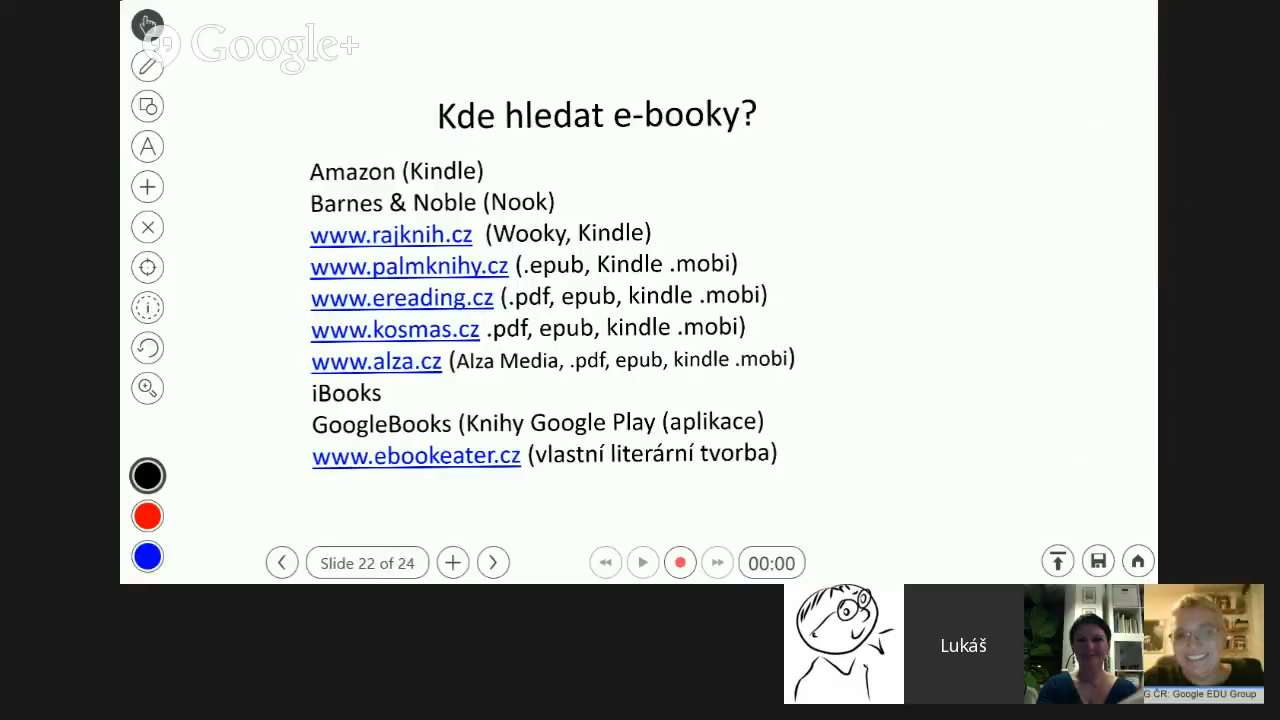 Google+
Kde hledat e-booky?
Amazon (Kindle)
Barnes & Noble (Nook)
www.rajknih.cz (Wooky, Kindle)
www.palmknihy.cz (.epub, Kindle .mobi)
www.ereading.cz (.pdf, epub, kindle .mobi)
www.kosmas.cz .pdf, epub, kindle .mobi)
www.alza.cz (Alza Media, .pdf, epub, kindle .mobi)
iBooks
GoogleBooks (Knihy Google Play (aplikace)
www.ebookeater.cz (vlastní literární tvorba)
Slide 22 of 24
00:00
Lukáš
G ČR: Google EDU Group